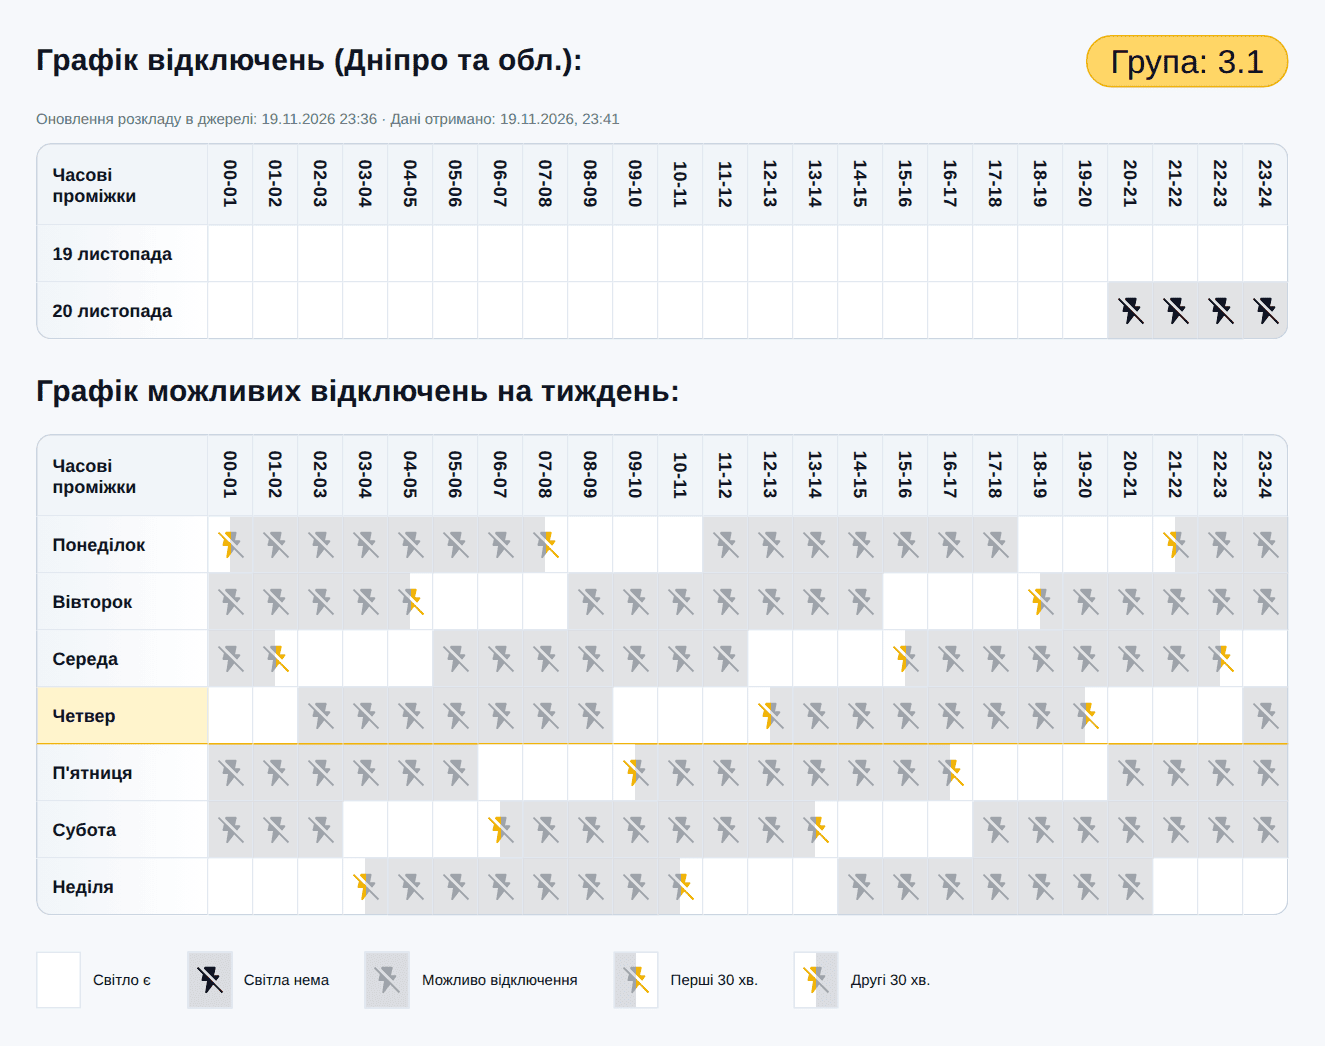 Графік відключень (Дніпро та обл.):
Група: 3.1
Оновлення розкладу в джерелі: 19.11.2026 23:36 · Дані отримано: 19.11.2026, 23:41
Часові
проміжки
00-01 01-02 02-03 03-04 04-05 05-06 06-07 07-08 08-09 09-10 10-11 11-12 12-13 13-14 14-15 15-16 16-17 17-18 18-19 19-20 20-21 21-22 22-23 23-24
19 листопада
20 листопада
Графік можливих відключень на тиждень:
Часові
проміжки
00-01 01-02 02-03 03-04 04-05 05-06 06-07 07-08 08-09 09-10 10-11 11-12 12-13 13-14 14-15 15-16 16-17 17-18 18-19 19-20 20-21 21-22 22-23 23-24
Понеділок
Вівторок
Середа
Четвер
П'ятниця
Субота
Неділя
Світло є
Світла нема
Можливо відключення
Перші 30 хв.
Другі 30 хв.